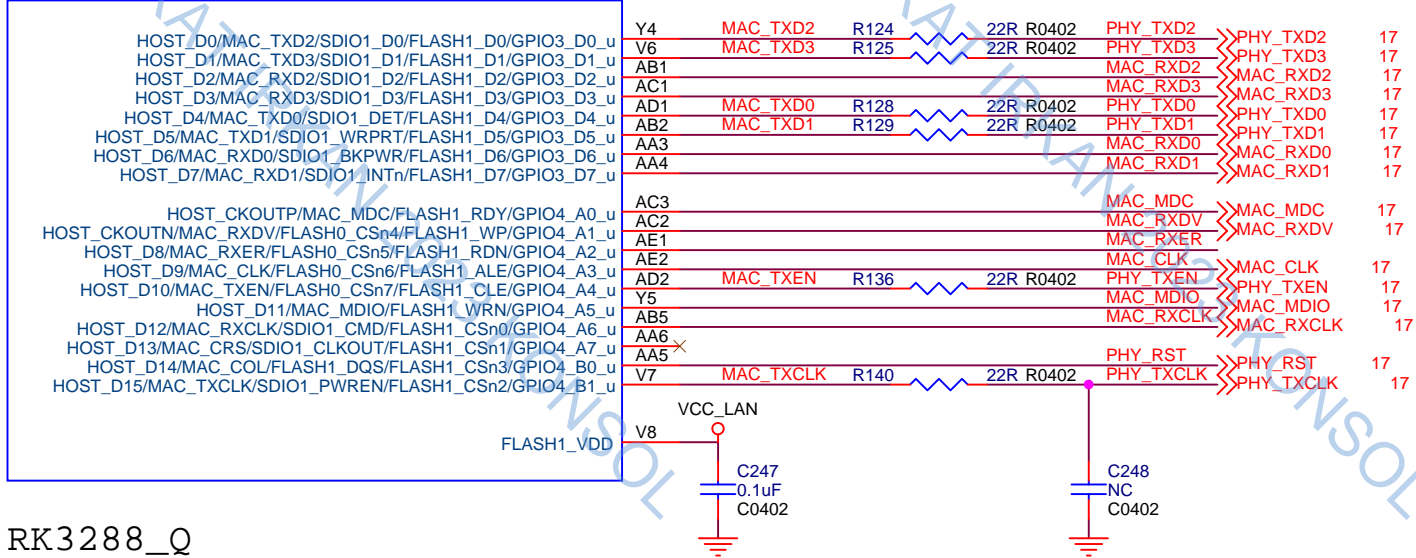 HOST_D0/MAC_TXD2/SDIO1_D0/FLASH1_D0/GPIO3_D0_u Y4 MAC_TXD2 R124 22R R0402 PHY_TXD2 PHY_TXD2 17
HOST_D1/MAC_TXD3/SDIO1_D1/FLASH1_D1/GPIO3_D1_u V6 MAC_TXD3 R125 22R R0402 PHY_TXD3 PHY_TXD3 17
HOST_D2/MAC_RXD2/SDIO1_D2/FLASH1_D2/GPIO3_D2_u AB1 MAC_RXD2 MAC_RXD2 17
HOST_D3/MAC_RXD3/SDIO1_D3/FLASH1_D3/GPIO3_D3_u AC1 MAC_RXD3 MAC_RXD3 17
HOST_D4/MAC_TXD0/SDIO1_DET/FLASH1_D4/GPIO3_D4_u AD1 MAC_TXD0 R128 22R R0402 PHY_TXD0 PHY_TXD0 17
HOST_D5/MAC_TXD1/SDIO1_WRPRT/FLASH1_D5/GPIO3_D5_u AB2 MAC_TXD1 R129 22R R0402 PHY_TXD1 PHY_TXD1 17
HOST_D6/MAC_RXD0/SDIO1_BKPWR/FLASH1_D6/GPIO3_D6_u AA3 MAC_RXD0 MAC_RXD0 17
HOST_D7/MAC_RXD1/SDIO1_INTn/FLASH1_D7/GPIO3_D7_u AA4 MAC_RXD1 MAC_RXD1 17
HOST_CKOUTP/MAC_MDC/FLASH1_RDY/GPIO4_A0_u AC3 MAC_MDC MAC_MDC 17
HOST_CKOUTN/MAC_RXDV/FLASH0_CSn4/FLASH1_WP/GPIO4_A1_u AC2 MAC_RXDV MAC_RXDV 17
HOST_D8/MAC_RXER/FLASH0_CSn5/FLASH1_RDN/GPIO4_A2_u AE1 MAC_RXER
HOST_D9/MAC_CLK/FLASH0_CSn6/FLASH1_ALE/GPIO4_A3_u AE2 MAC_CLK MAC_CLK 17
HOST_D10/MAC_TXEN/FLASH0_CSn7/FLASH1_CLE/GPIO4_A4_u AD2 MAC_TXEN R136 22R R0402 PHY_TXEN PHY_TXEN 17
HOST_D11/MAC_MDIO/FLASH1_WRN/GPIO4_A5_u Y5 MAC_MDIO MAC_MDIO 17
HOST_D12/MAC_RXCLK/SDIO1_CMD/FLASH1_CSn0/GPIO4_A6_u AB5 MAC_RXCLK MAC_RXCLK 17
HOST_D13/MAC_CRS/SDIO1_CLKOUT/FLASH1_CSn1/GPIO4_A7_u AA6
HOST_D14/MAC_COL/FLASH1_DQS/FLASH1_CSn3/GPIO4_B0_u AA5 PHY_RST PHY_RST 17
HOST_D15/MAC_TXCLK/SDIO1_PWREN/FLASH1_CSn2/GPIO4_B1_u V7 MAC_TXCLK R140 22R R0402 PHY_TXCLK PHY_TXCLK 17
VCC_LAN
FLASH1_VDD V8
C247 C248
0.1uF NC
C0402 C0402
RK3288_Q
RAT IRKAN 2023 KONSOL
RAT IRKAN 2023 KONSOL